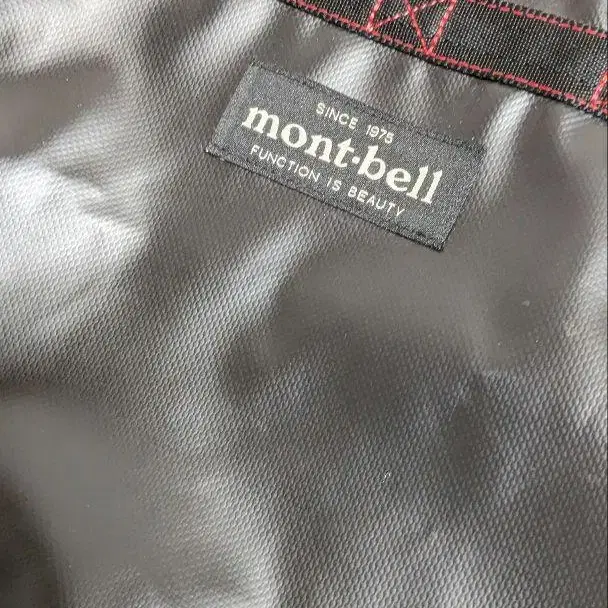 SINCE 1975
mont·bell
FUNCTION IS BEAUTY